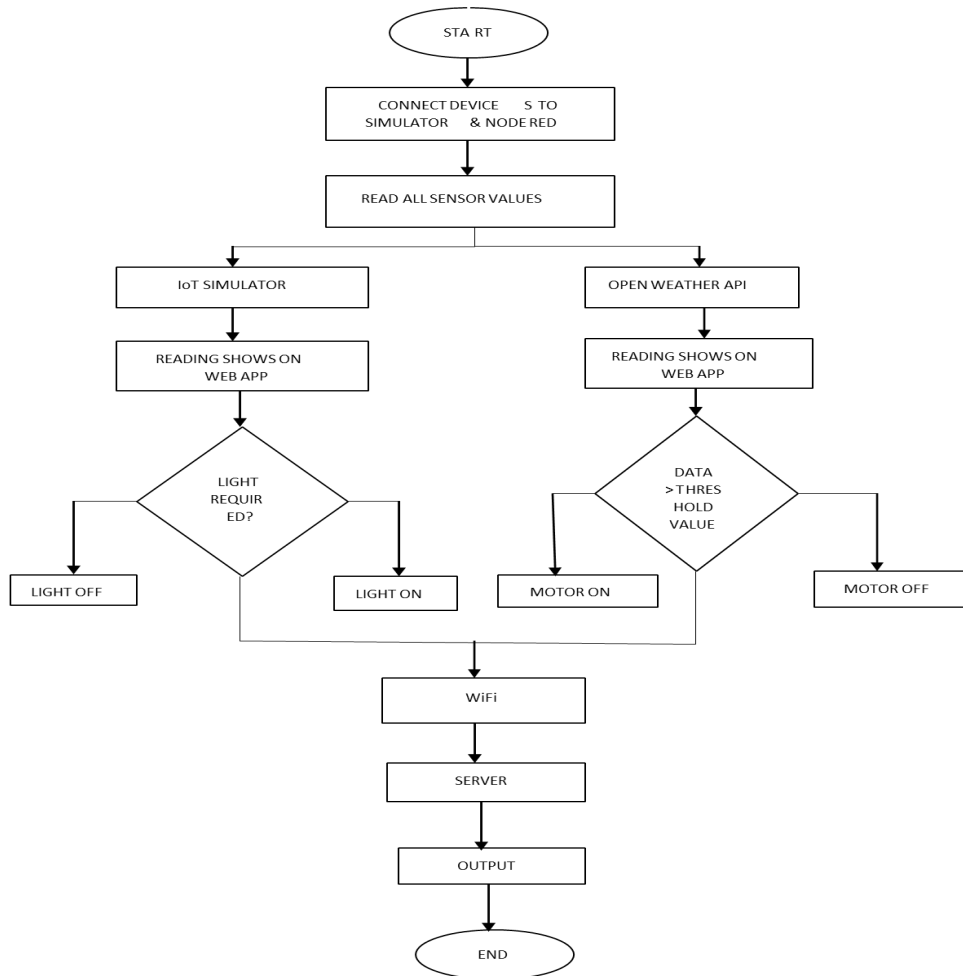 STA RT
CONNECT DEVICE S TO
SIMULATOR & NODE RED
READ ALL SENSOR VALUES
IoT SIMULATOR
OPEN WEATHER API
READING SHOWS ON
WEB APP
READING SHOWS ON
WEB APP
LIGHT
REQUIR
ED?
DATA
>THRES
HOLD
VALUE
LIGHT OFF
LIGHT ON
MOTOR ON
MOTOR OFF
WiFi
SERVER
OUTPUT
END